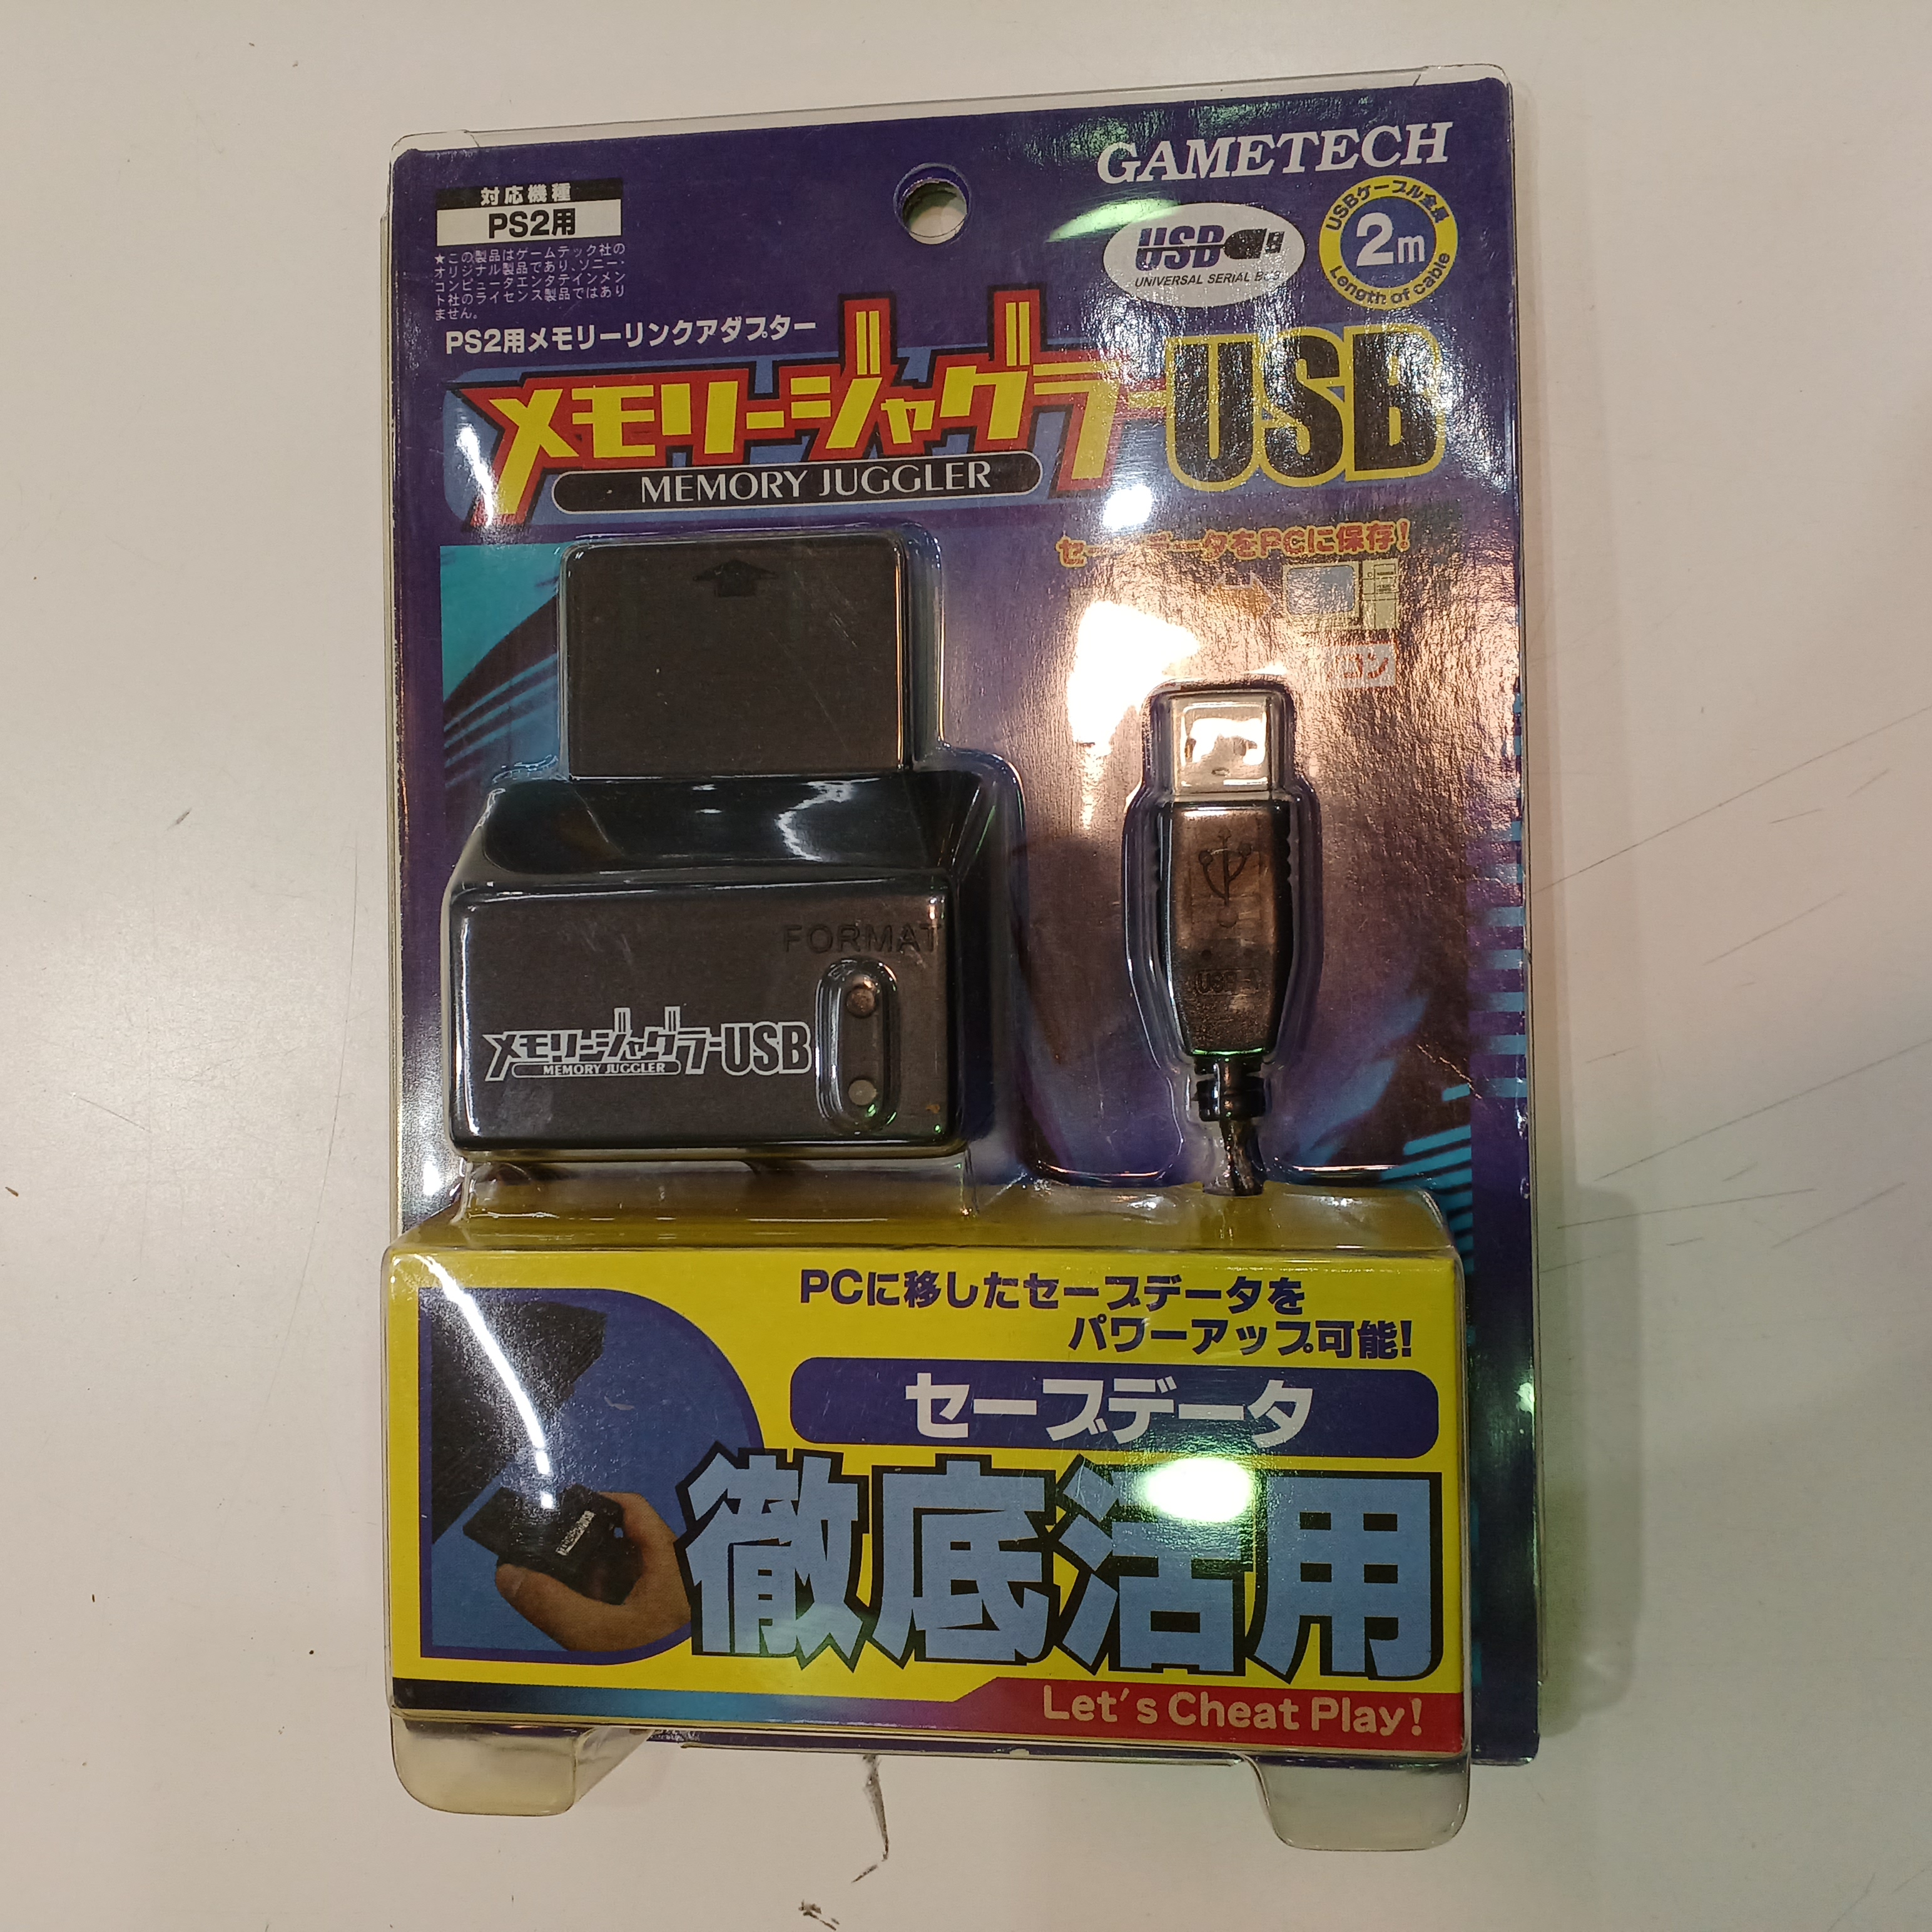 GAMETECH
対応機種
PS2用
★この製品はゲームテック社の
オリジナル製品であり、ソニー・
コンピュータエンタテインメン
ト社のライセンス製品ではあり
ません。
USB
UNIVERSAL SERIAL BUS
USBケーブル全長
2m
Length of cable
PS2用メモリーリンクアダプター
メモリージャグラーUSB
MEMORY JUGGLER
セーブデータをPCに保存!
FORMAT
メモリージャグラーUSB
MEMORY JUGGLER
PCに移したセーブデータを
パワーアップ可能!
セーブデータ
徹底活用
Let's Cheat Play!